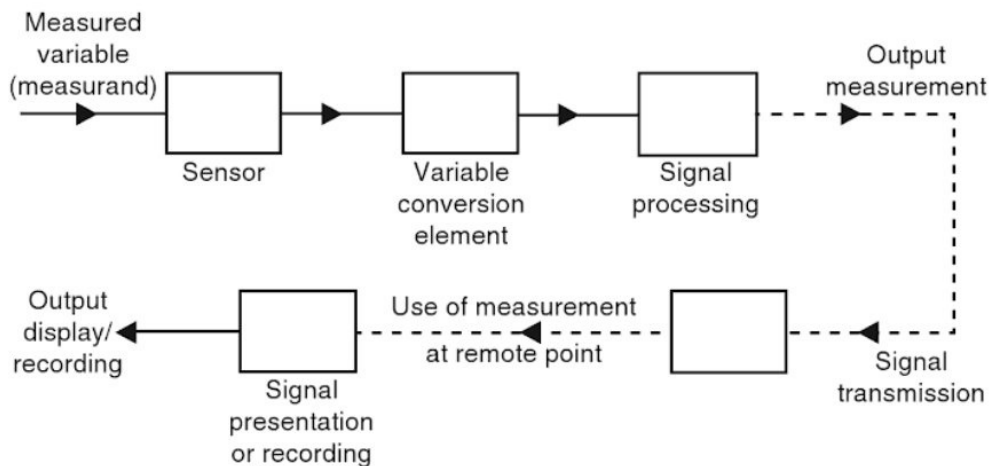 Measured
variable
(measurand)
Sensor
Variable
conversion
element
Signal
processing
Output
measurement
Output
display/
recording
Signal
presentation
or recording
Use of measurement
at remote point
Signal
transmission